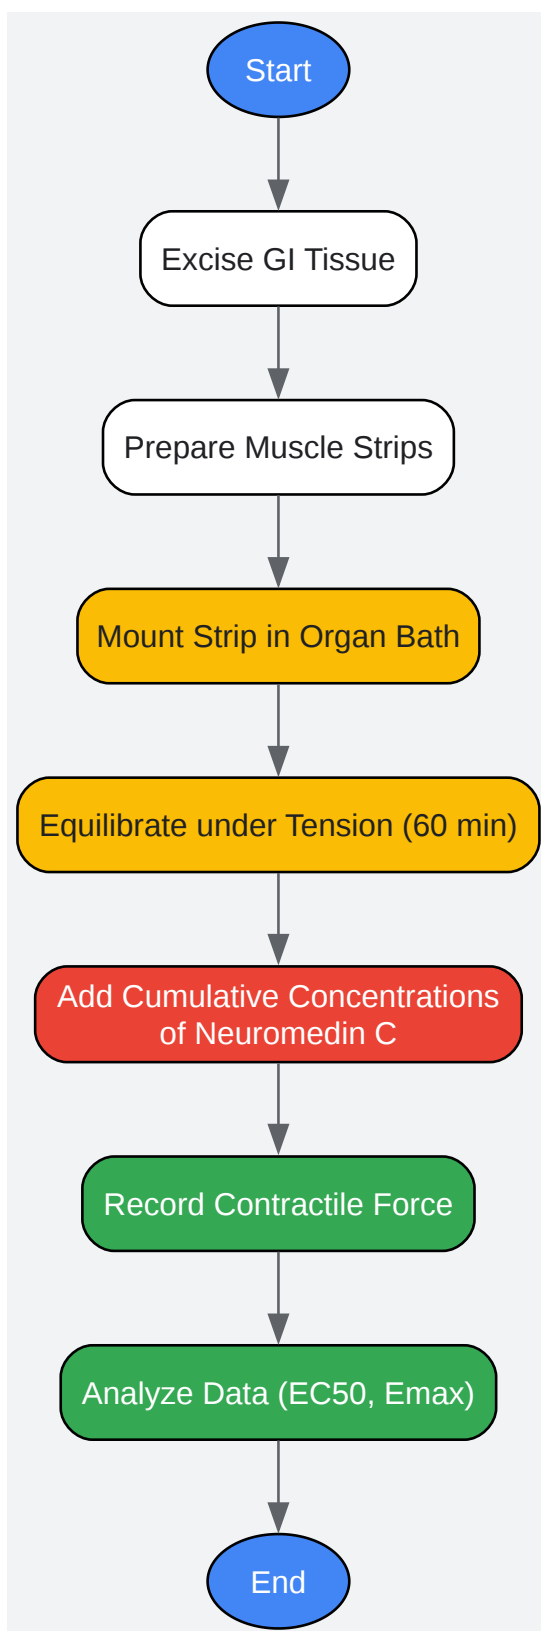 Start
Excise GI Tissue
Prepare Muscle Strips
Mount Strip in Organ Bath
Equilibrate under Tension (60 min)
Add Cumulative Concentrations
of Neuromedin C
Record Contractile Force
Analyze Data (EC50, Emax)
End